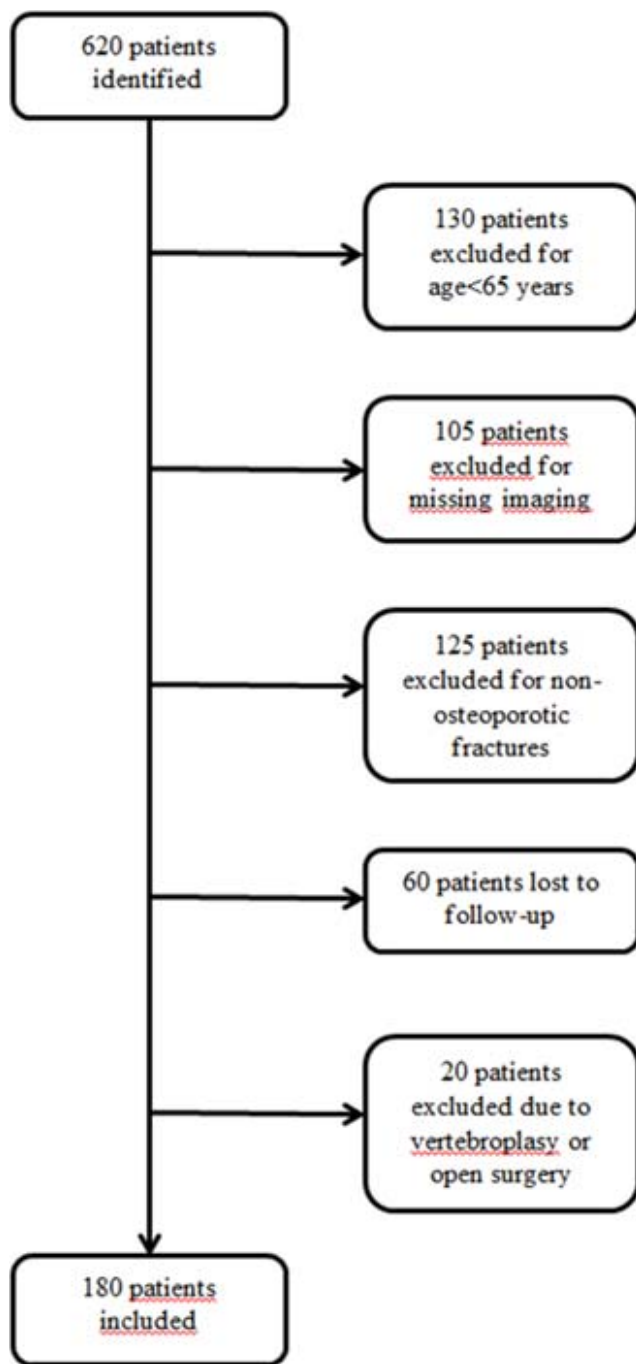 620 patients
identified
130 patients
excluded for
age<65 years
105 patients
excluded for
missing imaging
125 patients
excluded for non-
osteoporotic
fractures
60 patients lost to
follow-up
20 patients
excluded due to
vertebroplasy or
open surgery
180 patients
included